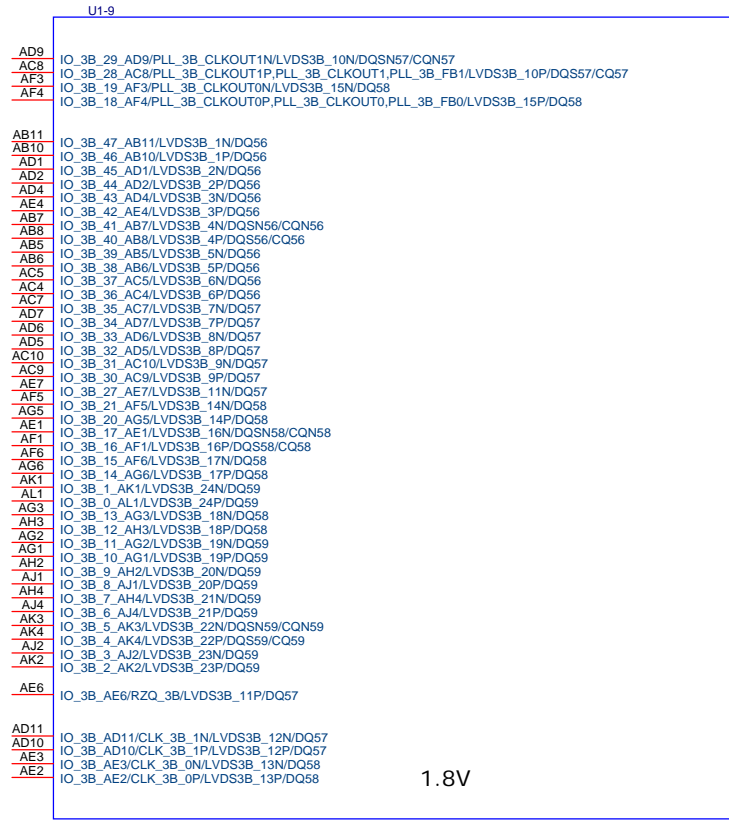 U1-9
AD9 IO_3B_29_AD9/PLL_3B_CLKOUT1N/LVDS3B_10N/DQSN57/CQN57
AC8 IO_3B_28_AC8/PLL_3B_CLKOUT1P,PLL_3B_CLKOUT1,PLL_3B_FB1/LVDS3B_10P/DQS57/CQ57
AF3 IO_3B_19_AF3/PLL_3B_CLKOUT0N/LVDS3B_15N/DQ58
AF4 IO_3B_18_AF4/PLL_3B_CLKOUT0P,PLL_3B_CLKOUT0,PLL_3B_FB0/LVDS3B_15P/DQ58
AB11 IO_3B_47_AB11/LVDS3B_1N/DQ56
AB10 IO_3B_46_AB10/LVDS3B_1P/DQ56
AD1 IO_3B_45_AD1/LVDS3B_2N/DQ56
AD2 IO_3B_44_AD2/LVDS3B_2P/DQ56
AD4 IO_3B_43_AD4/LVDS3B_3N/DQ56
AE4 IO_3B_42_AE4/LVDS3B_3P/DQ56
AB7 IO_3B_41_AB7/LVDS3B_4N/DQSN56/CQN56
AB8 IO_3B_40_AB8/LVDS3B_4P/DQS56/CQ56
AB5 IO_3B_39_AB5/LVDS3B_5N/DQ56
AB6 IO_3B_38_AB6/LVDS3B_5P/DQ56
AC5 IO_3B_37_AC5/LVDS3B_6N/DQ56
AC4 IO_3B_36_AC4/LVDS3B_6P/DQ56
AC7 IO_3B_35_AC7/LVDS3B_7N/DQ57
AD7 IO_3B_34_AD7/LVDS3B_7P/DQ57
AD6 IO_3B_33_AD6/LVDS3B_8N/DQ57
AD5 IO_3B_32_AD5/LVDS3B_8P/DQ57
AC10 IO_3B_31_AC10/LVDS3B_9N/DQ57
AC9 IO_3B_30_AC9/LVDS3B_9P/DQ57
AE7 IO_3B_27_AE7/LVDS3B_11N/DQ57
AF5 IO_3B_21_AF5/LVDS3B_14N/DQ58
AG5 IO_3B_20_AG5/LVDS3B_14P/DQ58
AE1 IO_3B_17_AE1/LVDS3B_16N/DQSN58/CQN58
AF1 IO_3B_16_AF1/LVDS3B_16P/DQS58/CQ58
AF6 IO_3B_15_AF6/LVDS3B_17N/DQ58
AG6 IO_3B_14_AG6/LVDS3B_17P/DQ58
AK1 IO_3B_1_AK1/LVDS3B_24N/DQ59
AL1 IO_3B_0_AL1/LVDS3B_24P/DQ59
AG3 IO_3B_13_AG3/LVDS3B_18N/DQ58
AH3 IO_3B_12_AH3/LVDS3B_18P/DQ58
AG2 IO_3B_11_AG2/LVDS3B_19N/DQ59
AG1 IO_3B_10_AG1/LVDS3B_19P/DQ59
AH2 IO_3B_9_AH2/LVDS3B_20N/DQ59
AJ1 IO_3B_8_AJ1/LVDS3B_20P/DQ59
AH4 IO_3B_7_AH4/LVDS3B_21N/DQ59
AJ4 IO_3B_6_AJ4/LVDS3B_21P/DQ59
AK3 IO_3B_5_AK3/LVDS3B_22N/DQSN59/CQN59
AK4 IO_3B_4_AK4/LVDS3B_22P/DQS59/CQ59
AJ2 IO_3B_3_AJ2/LVDS3B_23N/DQ59
AK2 IO_3B_2_AK2/LVDS3B_23P/DQ59
AE6 IO_3B_AE6/RZQ_3B/LVDS3B_11P/DQ57
AD11 IO_3B_AD11/CLK_3B_1N/LVDS3B_12N/DQ57
AD10 IO_3B_AD10/CLK_3B_1P/LVDS3B_12P/DQ57
AE3 IO_3B_AE3/CLK_3B_0N/LVDS3B_13N/DQ58
AE2 IO_3B_AE2/CLK_3B_0P/LVDS3B_13P/DQ58
1.8V